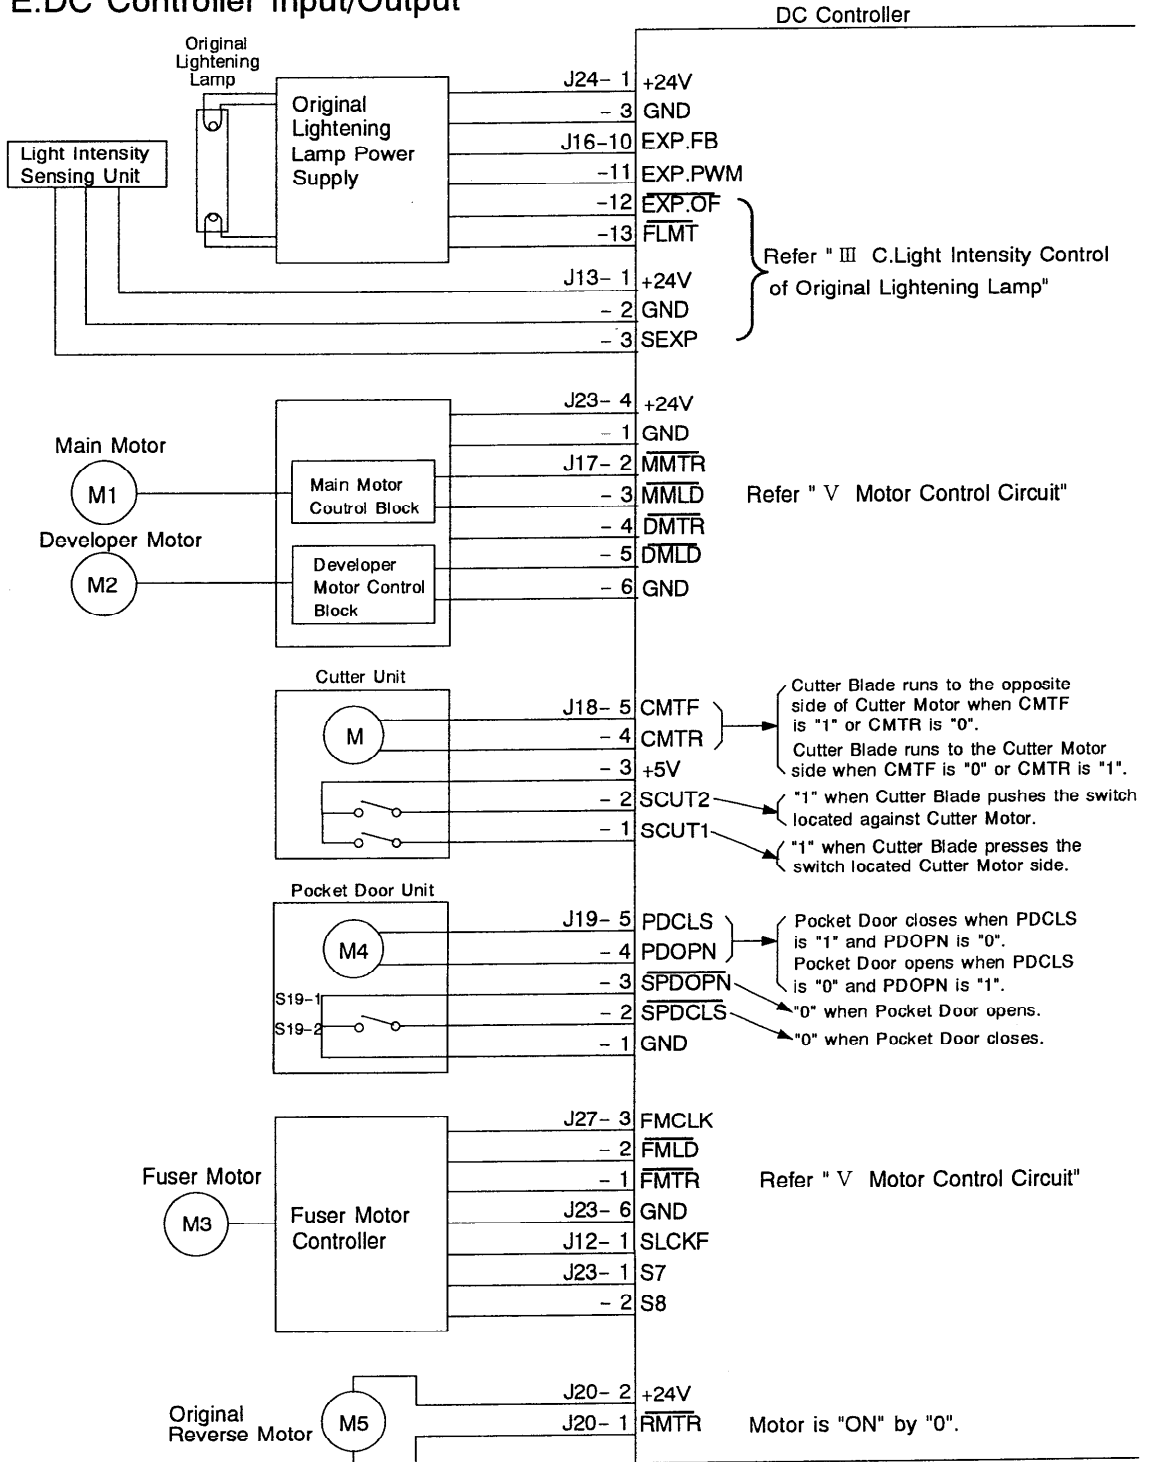 E.DC Controller Input/Output
DC Controller
Original
Lightening
Lamp
Original
Lightening
Lamp Power
Supply
Light Intensity
Sensing Unit
J24- 1 +24V
- 3 GND
J16-10 EXP.FB
-11 EXP.PWM
-12 EXP.OF
-13 FLMT
J13- 1 +24V
- 2 GND
- 3 SEXP
Refer " III C.Light Intensity Control
of Original Lightening Lamp"
Main Motor
M1
Developer Motor
M2
Main Motor
Coutrol Block
Developer
Motor Control
Block
J23- 4 +24V
- 1 GND
J17- 2 MMTR
- 3 MMLD
- 4 DMTR
- 5 DMLD
- 6 GND
Refer " V Motor Control Circuit"
Cutter Unit
M
J18- 5 CMTF
- 4 CMTR
- 3 +5V
- 2 SCUT2
- 1 SCUT1
Cutter Blade runs to the opposite
side of Cutter Motor when CMTF
is "1" or CMTR is "0".
Cutter Blade runs to the Cutter Motor
side when CMTF is "0" or CMTR is "1".
"1" when Cutter Blade pushes the switch
located against Cutter Motor.
"1" when Cutter Blade presses the
switch located Cutter Motor side.
Pocket Door Unit
M4
S19-1
S19-2
J19- 5 PDCLS
- 4 PDOPN
- 3 SPDOPN
- 2 SPDCLS
- 1 GND
Pocket Door closes when PDCLS
is "1" and PDOPN is "0".
Pocket Door opens when PDCLS
is "0" and PDOPN is "1".
"0" when Pocket Door opens.
"0" when Pocket Door closes.
Fuser Motor
M3
Fuser Motor
Controller
J27- 3 FMCLK
- 2 FMLD
- 1 FMTR
J23- 6 GND
J12- 1 SLCKF
J23- 1 S7
- 2 S8
Refer " V Motor Control Circuit"
Original
Reverse Motor
M5
J20- 2 +24V
J20- 1 RMTR
Motor is "ON" by "0".